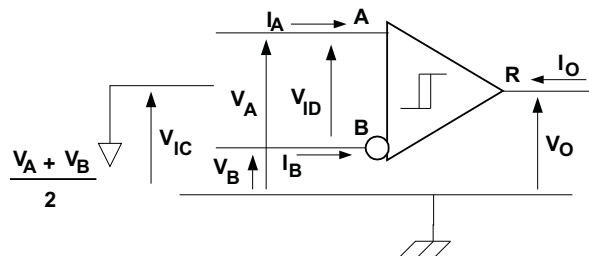 I_A
A
R
I_O
V_A
V_ID
V_IC
B
V_B
I_B
V_O
V_A + V_B
2